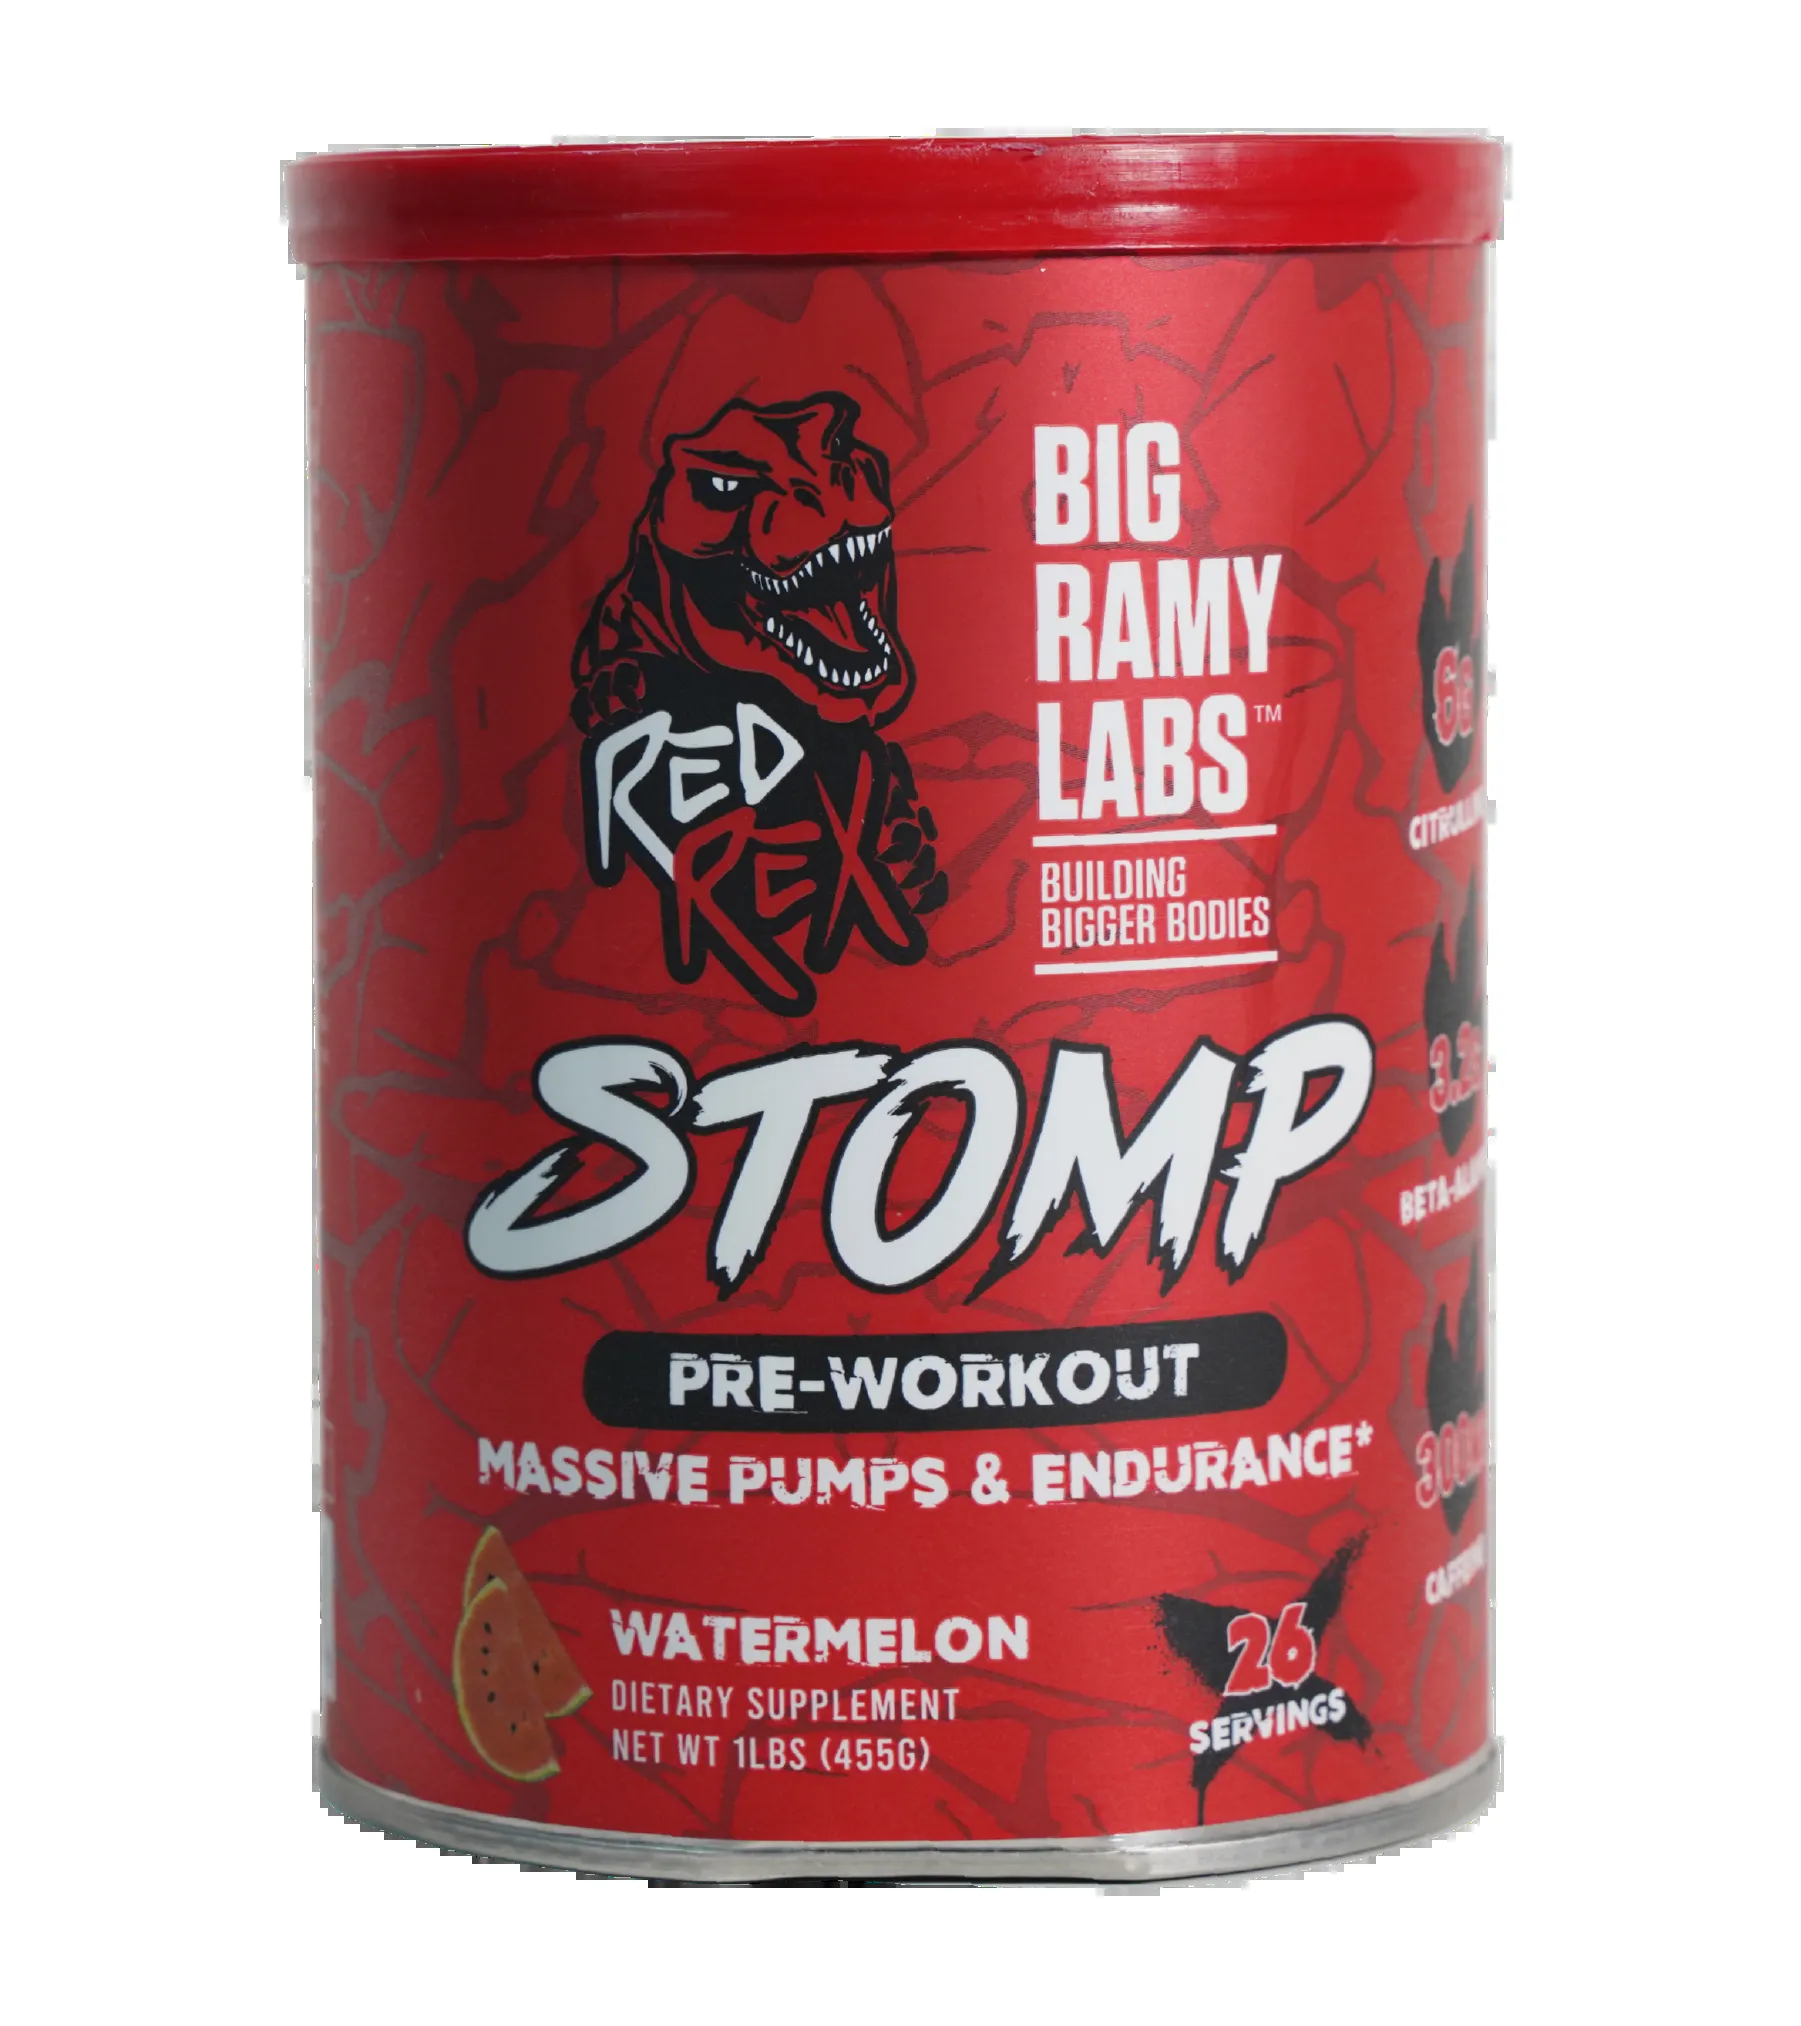 RED
REX
BIG
RAMY
LABS™
BUILDING
BIGGER BODIES
STOMP
PRE-WORKOUT
MASSIVE PUMPS & ENDURANCE*
WATERMELON
DIETARY SUPPLEMENT
NET WT 1LBS (455G)
26
SERVINGS
6G